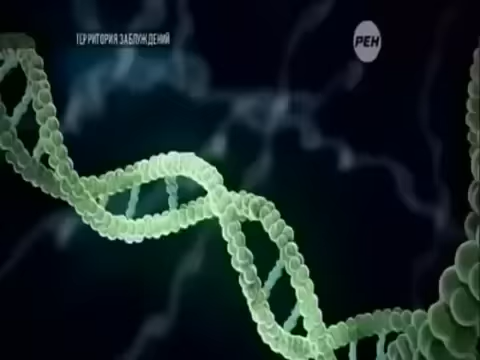 ТЕРРИТОРИЯ ЗАБЛУЖДЕНИЙ
РЕН